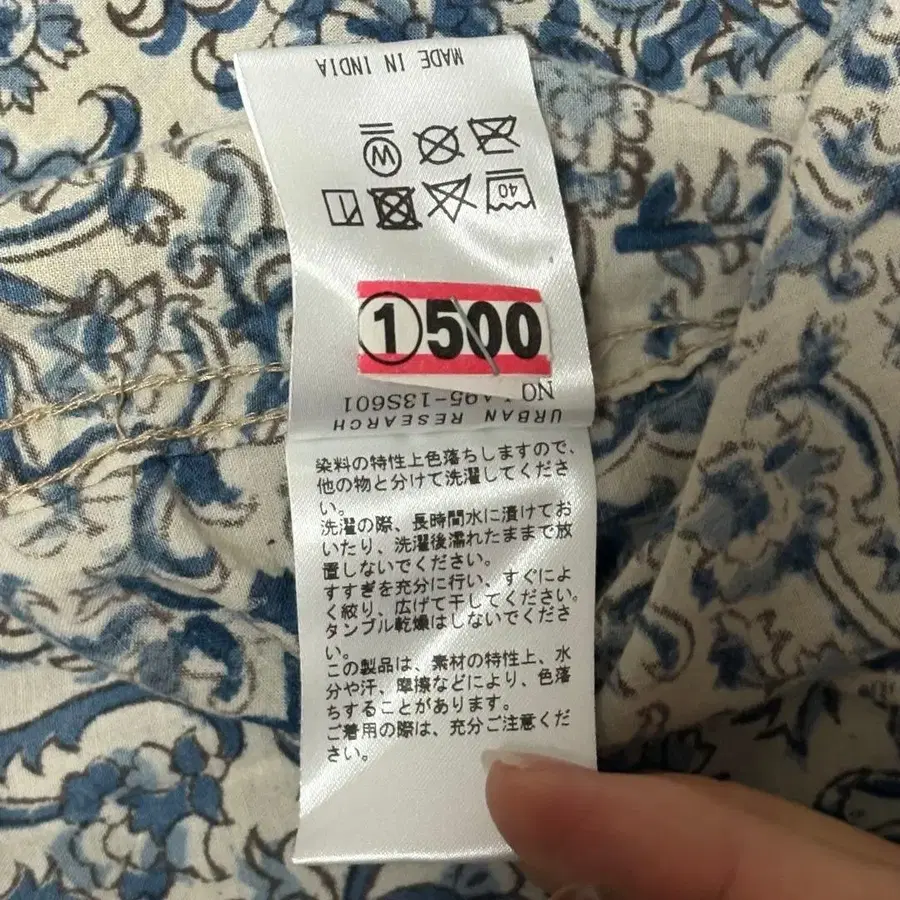 MADE IN INDIA
W
40
①500
NO 95-13S601
URBAN RESEARCH
染料の特性上色落ちしますので、
他の物と分けて洗濯してくださ
い。
洗濯の際、長時間水に漬けてお
いたり、洗濯後濡れたままで放
置しないでください。
すすぎを充分に行い、すぐによ
く絞り、広げて干してください。
タンブル乾燥はしないでくださ
い。
この製品は、素材の特性上、水
分や汗、摩擦などにより、色落
ちすることがあります。
ご着用の際は、充分ご注意くだ
さい。